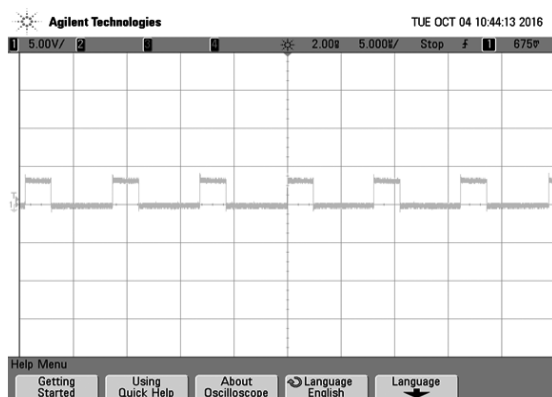 Agilent Technologies TUE OCT 04 10:44:13 2016
1 5.00V/ 2 3 4 2.00s 5.000s/ Stop 1 675
Help Menu
Getting Started
Using Quick Help
About Oscilloscope
Language English
Language